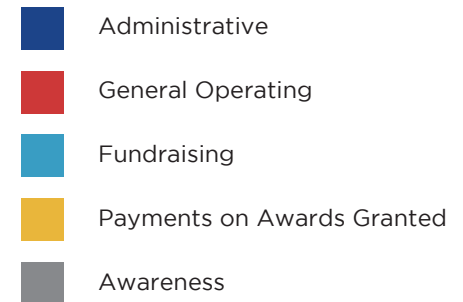 Administrative
General Operating
Fundraising
Payments on Awards Granted
Awareness